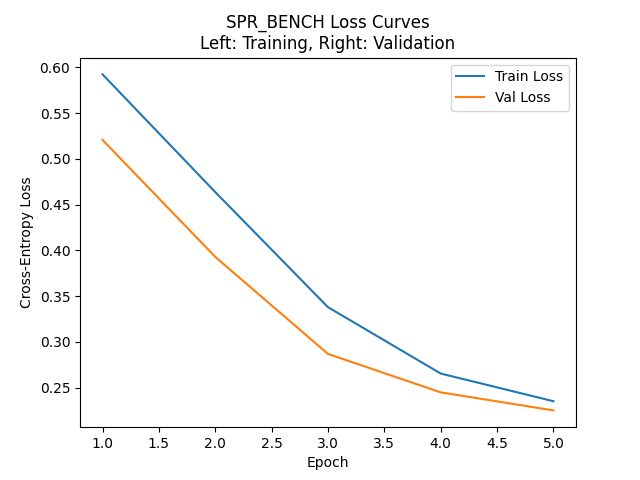 SPR_BENCH Loss Curves
Left: Training, Right: Validation
Train Loss
Val Loss
Cross-Entropy Loss
0.60
0.55
0.50
0.45
0.40
0.35
0.30
0.25
1.0 1.5 2.0 2.5 3.0 3.5 4.0 4.5 5.0
Epoch